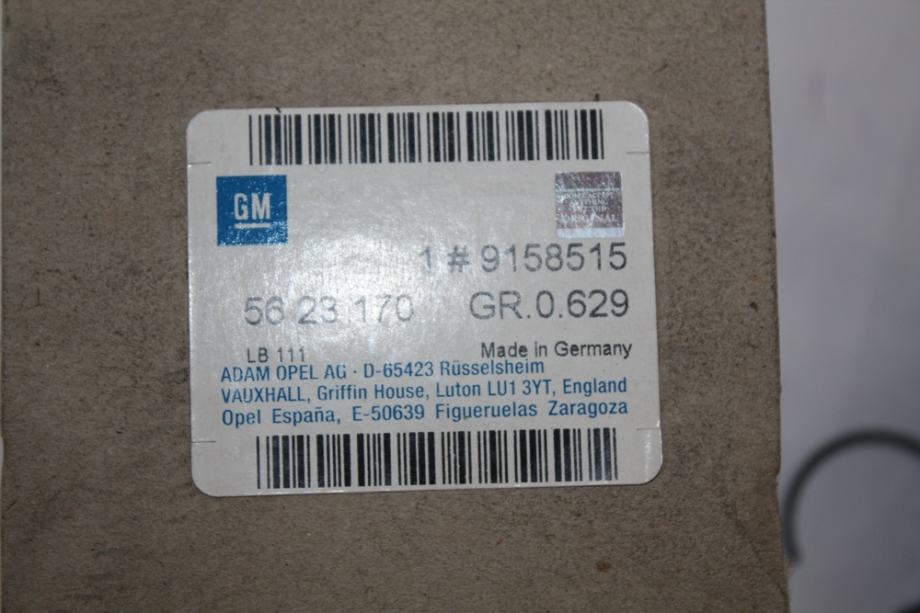 GM
ORIGINAL
1 # 9158515
56 23 170 GR.0.629
LB 111 Made in Germany
ADAM OPEL AG · D-65423 Rüsselsheim
VAUXHALL, Griffin House, Luton LU1 3YT, England
Opel España, E-50639 Figueruelas Zaragoza